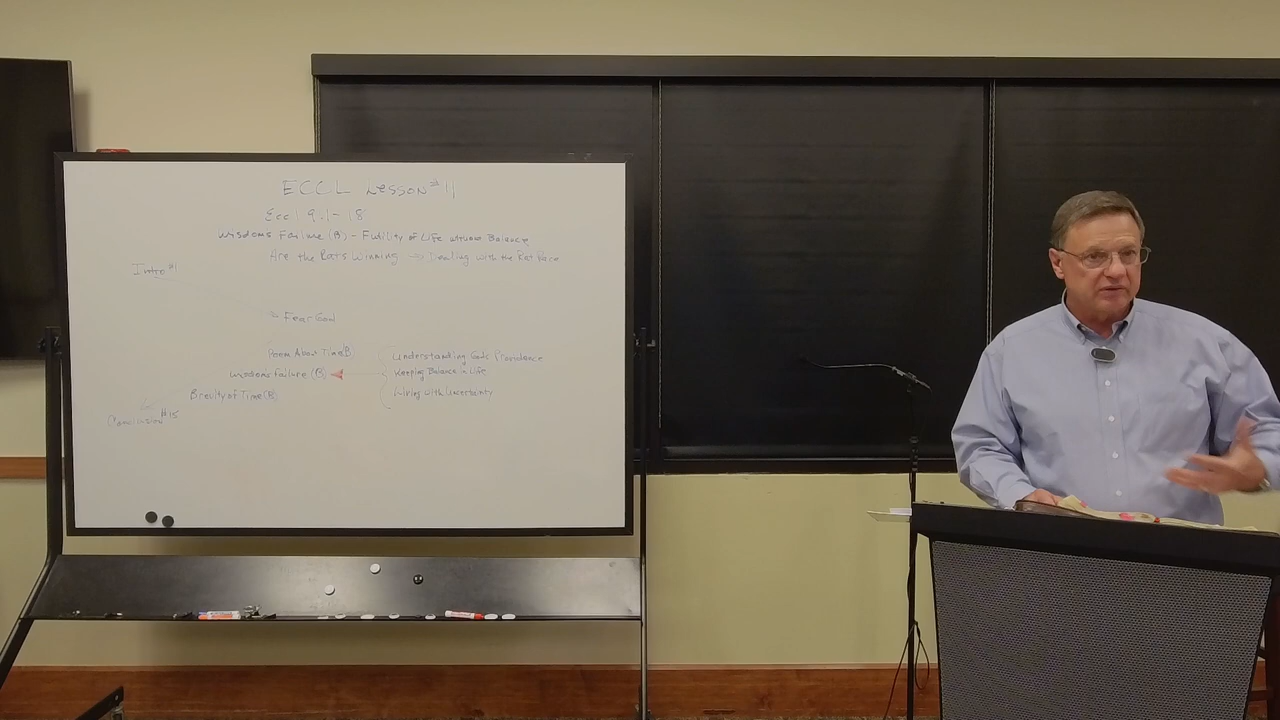 ECCL Lesson #11
Eccl 9.1-18
Wisdoms Failure (B) - Futility of Life without Balance
Are the Rats Winning → Dealing with the Rat Race
Intro #1
Fear God
Poem About Time (B)
Wisdoms Failure (B)
Brevity of Time (B)
Understanding Gods Providence
Keeping Balance in Life
Living with Uncertainty
Conclusion #15